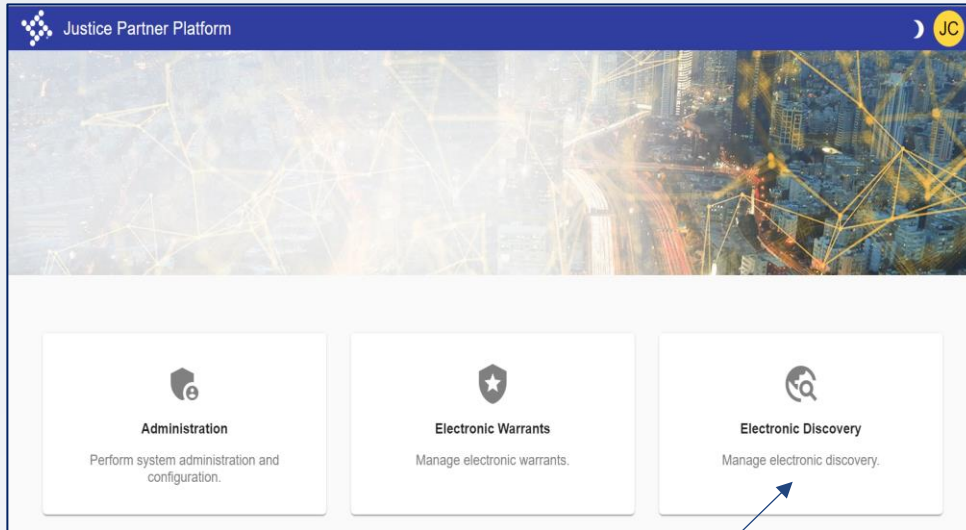 Justice Partner Platform
JC
Administration
Perform system administration and
configuration.
Electronic Warrants
Manage electronic warrants.
Electronic Discovery
Manage electronic discovery.